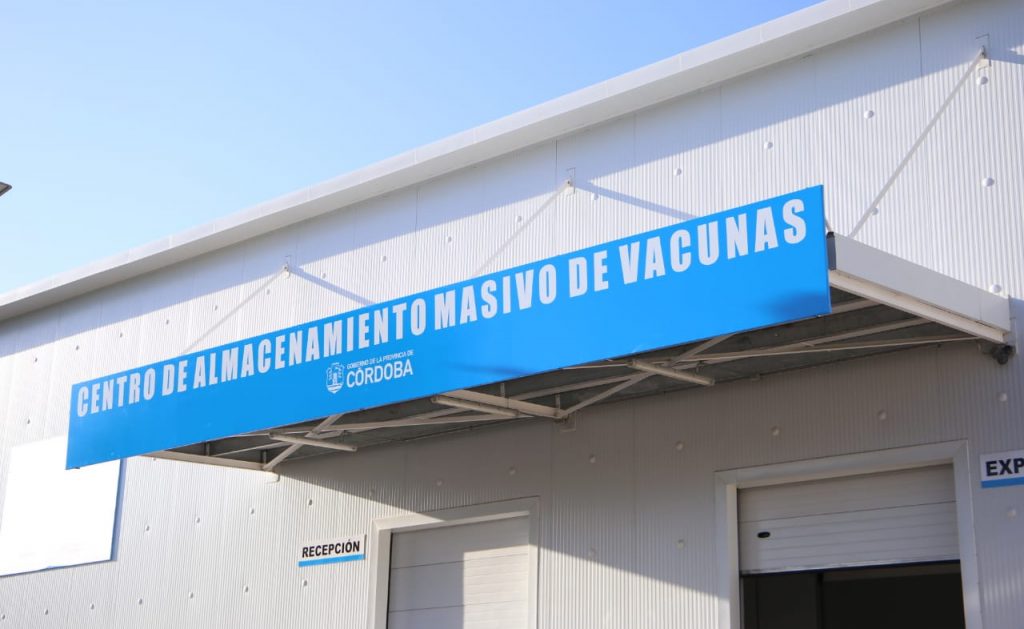 CENTRO DE ALMACENAMIENTO MASIVO DE VACUNAS
GOBIERNO DE LA PROVINCIA DE
CÓRDOBA
RECEPCIÓN
EXP